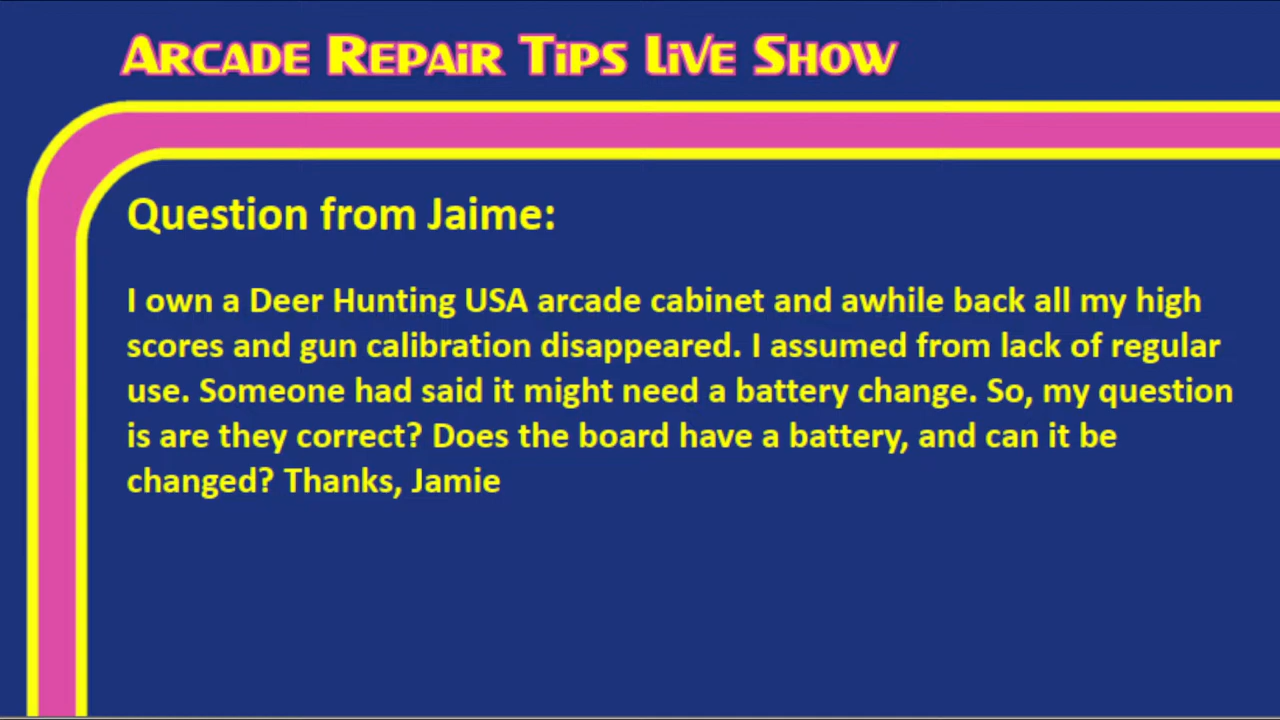 Arcade Repair Tips Live Show
Question from Jaime:
I own a Deer Hunting USA arcade cabinet and awhile back all my high
scores and gun calibration disappeared. I assumed from lack of regular
use. Someone had said it might need a battery change. So, my question
is are they correct? Does the board have a battery, and can it be
changed? Thanks, Jamie